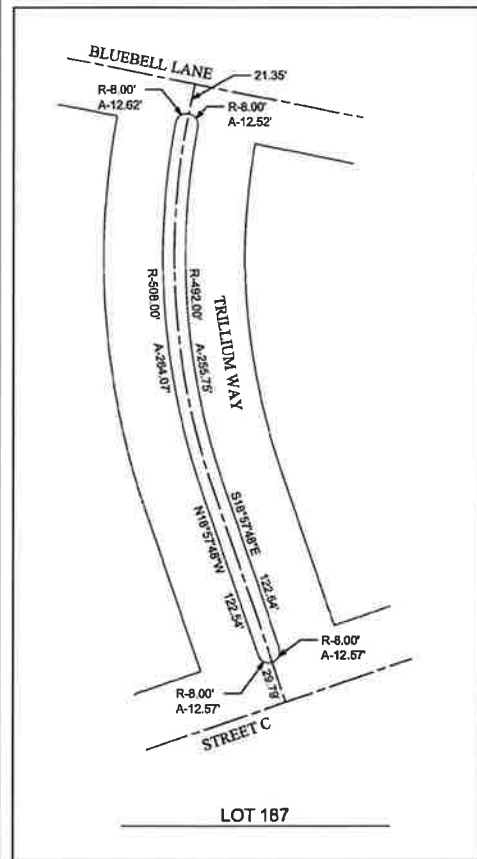 BLUEBELL LANE
21.35'
R-8.00'
A-12.62'
R-8.00'
A-12.52'
R-508.00'
A-264.07'
R-492.00'
A-255.75'
TRILLIUM WAY
N18°57'48"W
122.54'
S18°57'48"E
122.54'
R-8.00'
A-12.57'
R-8.00'
A-12.57'
29.79'
STREET C
LOT 187